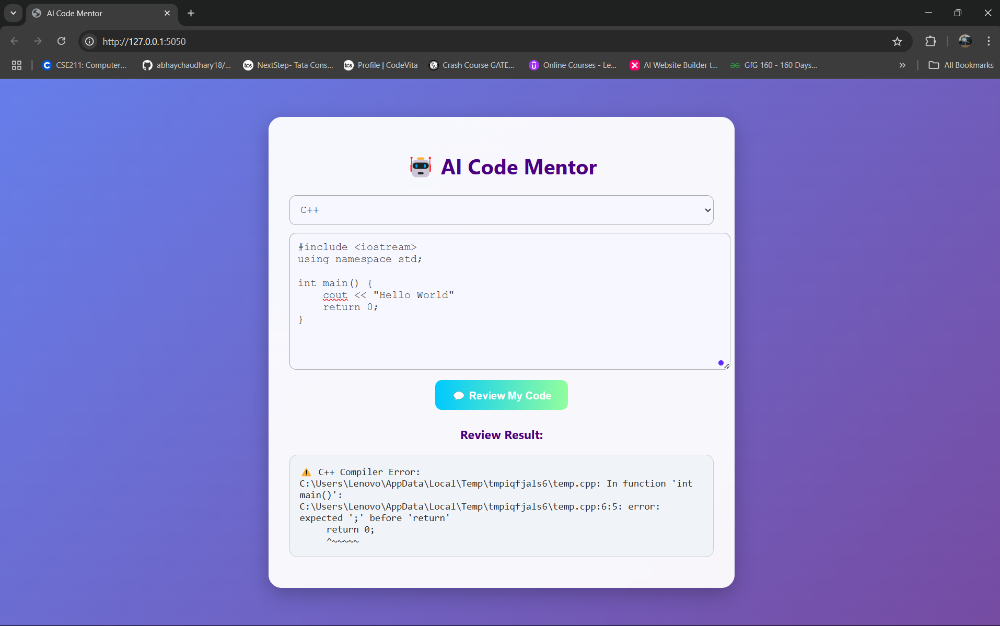 AI Code Mentor
http://127.0.0.1:5050
CSE211: Computer...
abhaychaudhary18/...
NextStep- Tata Cons...
Profile | CodeVita
Crash Course GATE...
Online Courses - Le...
AI Website Builder t...
GfG 160 - 160 Days...
All Bookmarks
AI Code Mentor
C++
#include <iostream>
using namespace std;
int main() {
    cout << "Hello World"
    return 0;
}
Review My Code
Review Result:
⚠️ C++ Compiler Error:
C:\Users\Lenovo\AppData\Local\Temp\tmpiqfjals6\temp.cpp: In function 'int
main()':
C:\Users\Lenovo\AppData\Local\Temp\tmpiqfjals6\temp.cpp:6:5: error:
expected ';' before 'return'
     return 0;
     ^~~~~~